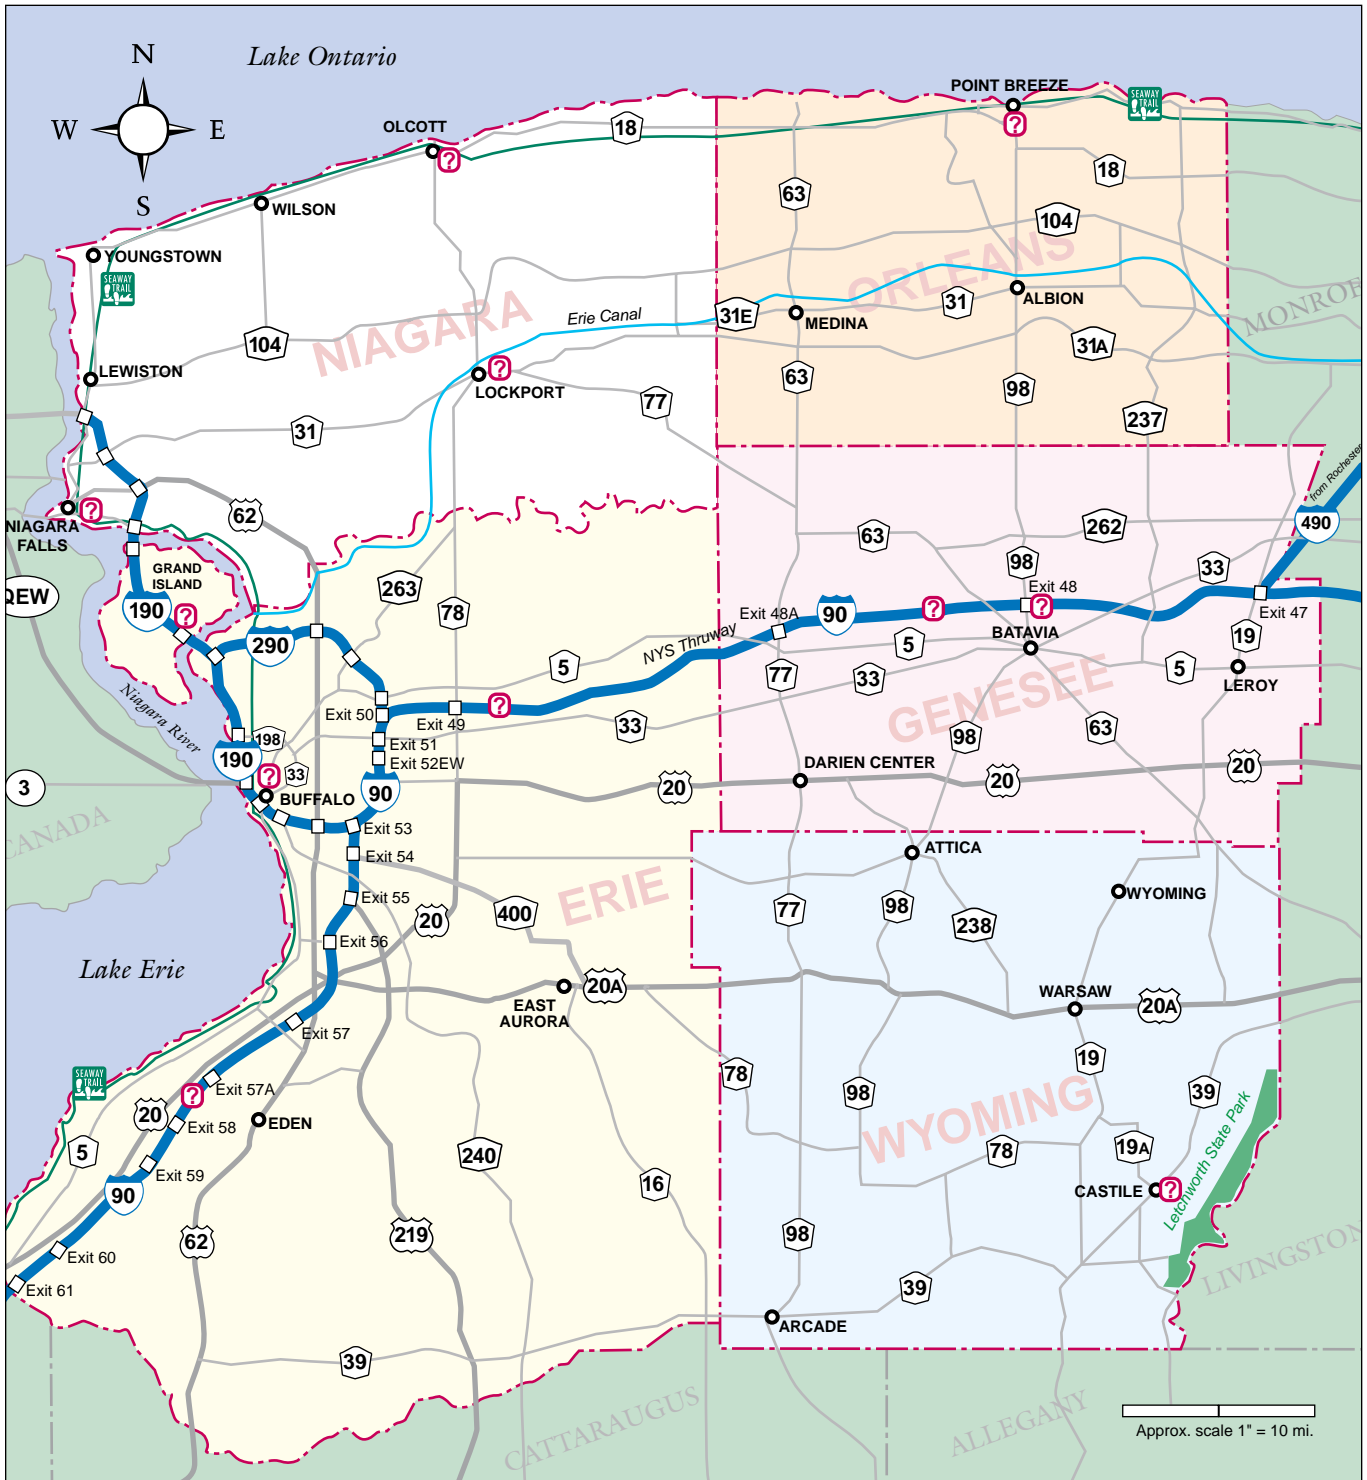 Lake Ontario
N
W
E
S
POINT BREEZE
?
SEAWAY
TRAIL
OLCOTT
?
18
18
63
WILSON
104
YOUNGSTOWN
SEAWAY
TRAIL
ORLEANS
ALBION
31
31E
MEDINA
MONROE
NIAGARA
Erie Canal
104
31A
LEWISTON
?
LOCKPORT
63
98
77
237
31
from Rochester
490
62
NIAGARA
FALLS
?
63
262
98
33
GRAND
ISLAND
263
QEW
190
?
78
Exit 48A
90
?
Exit 48
?
Exit 47
290
NYS Thruway
BATAVIA
5
19
5
5
77
33
LEROY
GENESEE
Niagara River
Exit 50
Exit 49
?
33
63
198
Exit 51
98
190
Exit 52EW
33
?
DARIEN CENTER
20
20
20
3
BUFFALO
90
CANADA
Exit 53
Exit 54
ATTICA
ERIE
WYOMING
Exit 55
400
77
98
238
20
Exit 56
Lake Erie
20A
EAST
AURORA
WARSAW
20A
Exit 57
19
SEAWAY
TRAIL
78
Exit 57A
98
39
?
20
WYOMING
Exit 58
EDEN
5
240
78
19A
Letchworth State Park
Exit 59
90
16
CASTILE
?
62
219
98
Exit 60
LIVINGSTON
Exit 61
39
ARCADE
39
CATTARAUGUS
ALLEGANY
Approx. scale 1" = 10 mi.